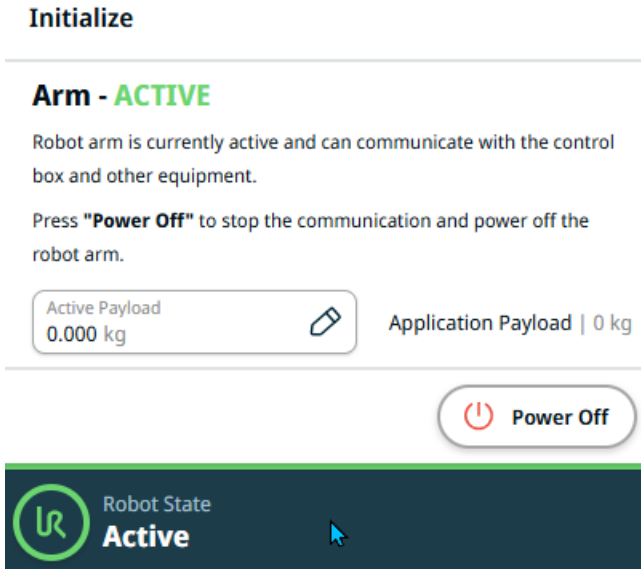 Initialize
Arm - ACTIVE
Robot arm is currently active and can communicate with the control
box and other equipment.
Press "Power Off" to stop the communication and power off the
robot arm.
Active Payload
0.000 kg
Application Payload | 0 kg
Power Off
UR
Robot State
Active